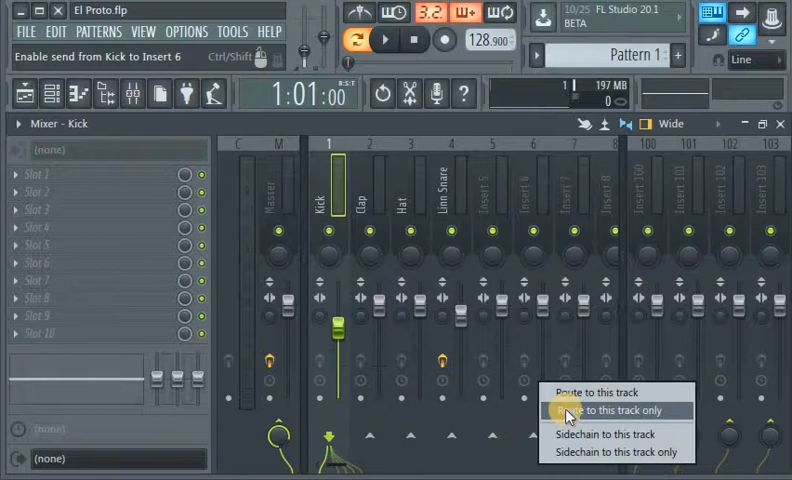 El Proto.flp
FILE EDIT PATTERNS VIEW OPTIONS TOOLS HELP
Enable send from Kick to Insert 6 Ctrl/Shift
3.2.
128.900
10/25 FL Studio 20.1
BETA
Pattern 1
Line
1:01:00
R:S:T
1
197 MB
0
Mixer - Kick
Wide
(none)
Slot 1
Slot 2
Slot 3
Slot 4
Slot 5
Slot 6
Slot 7
Slot 8
Slot 9
Slot 10
(none)
(none)
C M 1 2 3 4 5 6 7 8 100 101 102 103
Master
Kick
Clap
Hat
Linn Snare
Insert 5
Insert 6
Insert 7
Insert 8
Insert 100
Insert 101
Insert 102
Insert 103
Route to this track
Route to this track only
Sidechain to this track
Sidechain to this track only